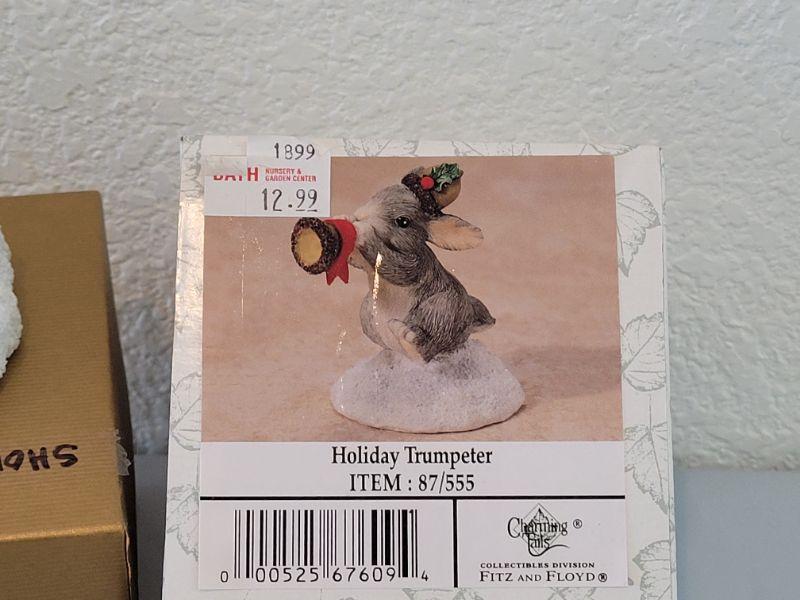 1899
BATH NURSERY &
GARDEN CENTER
12.99
Holiday Trumpeter
ITEM : 87/555
0 00525 67609 4
Charming Tails ®
COLLECTIBLES DIVISION
FITZ AND FLOYD®